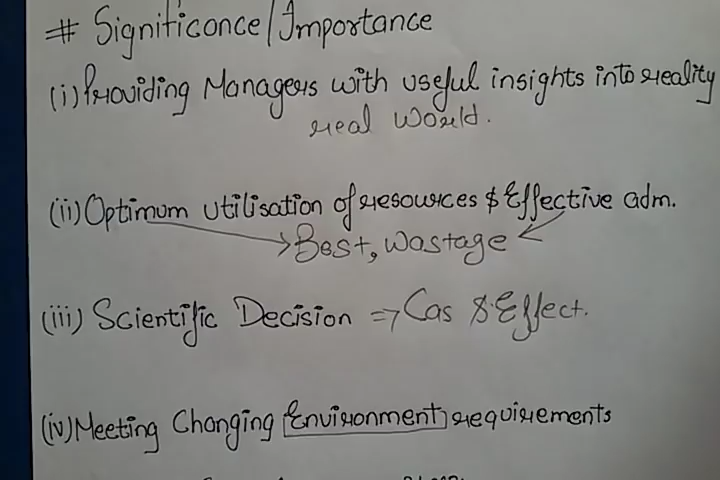 # Significonce/Importance
(i) Providing Managers with useful insights into reality
real World.
(ii) Optimum utilisation of resources & Effective adm.
Best, Wastage
(iii) Scientific Decision => Cas & Effect.
(iv) Meeting Changing Environment requirements